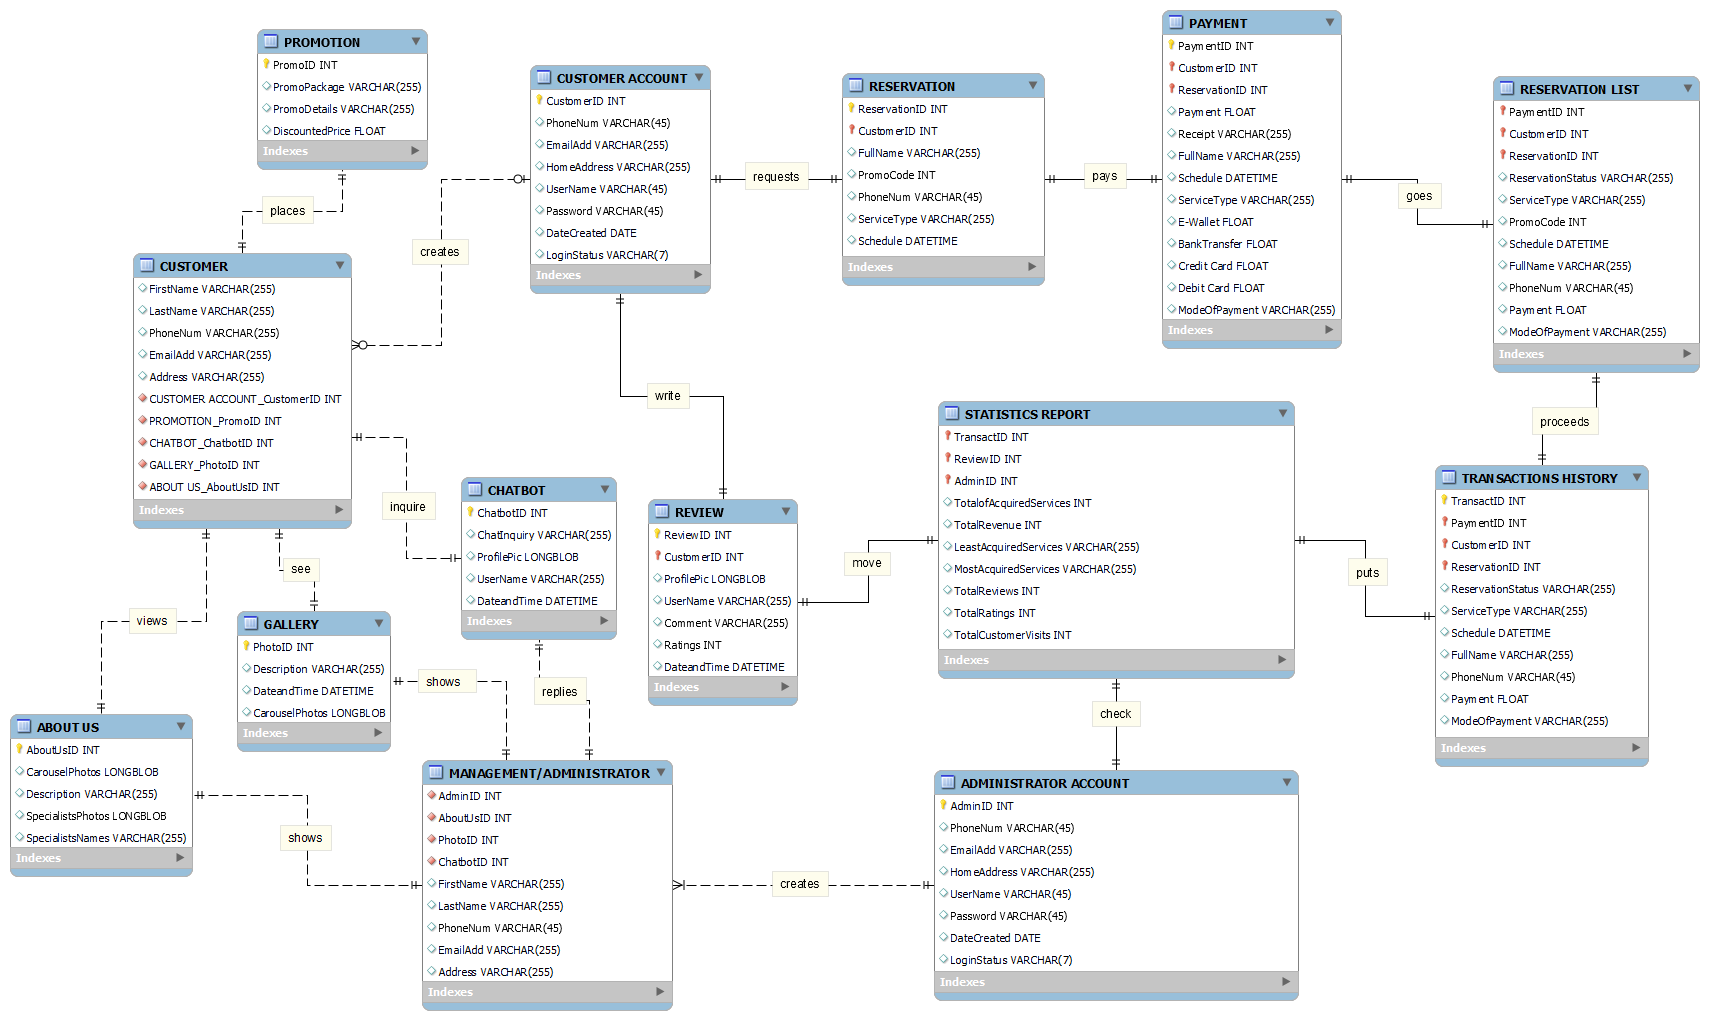 PROMOTION
PromoID INT
PromoPackage VARCHAR(255)
PromoDetails VARCHAR(255)
DiscountedPrice FLOAT
Indexes
places
CUSTOMER
FirstName VARCHAR(255)
LastName VARCHAR(255)
PhoneNum VARCHAR(255)
EmailAdd VARCHAR(255)
Address VARCHAR(255)
CUSTOMER ACCOUNT_CustomerID INT
PROMOTION_PromoID INT
CHATBOT_ChatbotID INT
GALLERY_PhotoID INT
ABOUT US_AboutUsID INT
Indexes
creates
CUSTOMER ACCOUNT
CustomerID INT
PhoneNum VARCHAR(45)
EmailAdd VARCHAR(255)
HomeAddress VARCHAR(255)
UserName VARCHAR(45)
Password VARCHAR(45)
DateCreated DATE
LoginStatus VARCHAR(7)
Indexes
requests
RESERVATION
ReservationID INT
CustomerID INT
FullName VARCHAR(255)
PromoCode INT
PhoneNum VARCHAR(45)
ServiceType VARCHAR(255)
Schedule DATETIME
Indexes
pays
PAYMENT
PaymentID INT
CustomerID INT
ReservationID INT
Payment FLOAT
Receipt VARCHAR(255)
FullName VARCHAR(255)
Schedule DATETIME
ServiceType VARCHAR(255)
E-Wallet FLOAT
BankTransfer FLOAT
Credit Card FLOAT
Debit Card FLOAT
ModeOfPayment VARCHAR(255)
Indexes
goes
RESERVATION LIST
PaymentID INT
CustomerID INT
ReservationID INT
ReservationStatus VARCHAR(255)
ServiceType VARCHAR(255)
PromoCode INT
Schedule DATETIME
FullName VARCHAR(255)
PhoneNum VARCHAR(45)
Payment FLOAT
ModeOfPayment VARCHAR(255)
Indexes
proceeds
write
inquire
CHATBOT
ChatbotID INT
ChatInquiry VARCHAR(255)
ProfilePic LONGBLOB
UserName VARCHAR(255)
DateandTime DATETIME
Indexes
REVIEW
ReviewID INT
CustomerID INT
ProfilePic LONGBLOB
UserName VARCHAR(255)
Comment VARCHAR(255)
Ratings INT
DateandTime DATETIME
Indexes
move
STATISTICS REPORT
TransactID INT
ReviewID INT
AdminID INT
TotalofAcquiredServices INT
TotalRevenue INT
LeastAcquiredServices VARCHAR(255)
MostAcquiredServices VARCHAR(255)
TotalReviews INT
TotalRatings INT
TotalCustomerVisits INT
Indexes
puts
TRANSACTIONS HISTORY
TransactID INT
PaymentID INT
CustomerID INT
ReservationID INT
ReservationStatus VARCHAR(255)
ServiceType VARCHAR(255)
Schedule DATETIME
FullName VARCHAR(255)
PhoneNum VARCHAR(45)
Payment FLOAT
ModeOfPayment VARCHAR(255)
Indexes
see
views
GALLERY
PhotoID INT
Description VARCHAR(255)
DateandTime DATETIME
CarouselPhotos LONGBLOB
Indexes
shows
replies
check
ABOUT US
AboutUsID INT
CarouselPhotos LONGBLOB
Description VARCHAR(255)
SpecialistsPhotos LONGBLOB
SpecialistsNames VARCHAR(255)
Indexes
shows
MANAGEMENT/ADMINISTRATOR
AdminID INT
AboutUsID INT
PhotoID INT
ChatbotID INT
FirstName VARCHAR(255)
LastName VARCHAR(255)
PhoneNum VARCHAR(45)
EmailAdd VARCHAR(255)
Address VARCHAR(255)
Indexes
creates
ADMINISTRATOR ACCOUNT
AdminID INT
PhoneNum VARCHAR(45)
EmailAdd VARCHAR(255)
HomeAddress VARCHAR(255)
UserName VARCHAR(45)
Password VARCHAR(45)
DateCreated DATE
LoginStatus VARCHAR(7)
Indexes